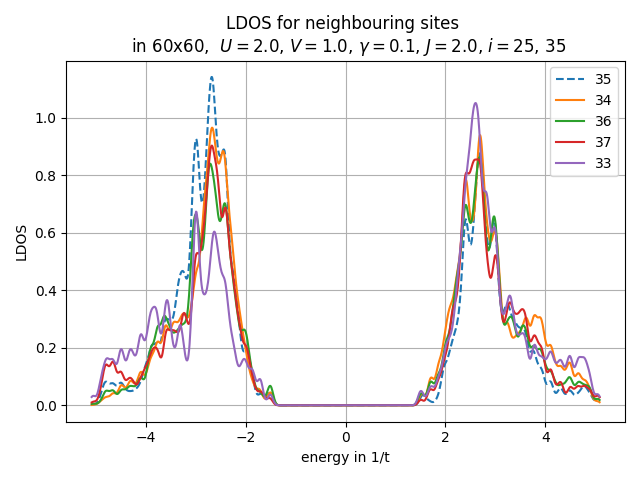 LDOS for neighbouring sites
in 60x60, U = 2.0, V = 1.0, γ = 0.1, J = 2.0, i = 25, 35
35
34
36
37
33
LDOS
1.0
0.8
0.6
0.4
0.2
0.0
−4 −2 0 2 4
energy in 1/t